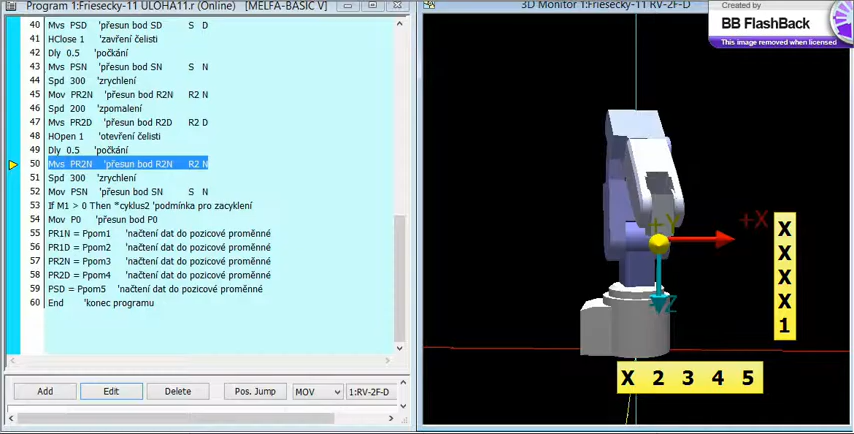 Program 1:Friesecky-11 ULOHA11.r (Online) [MELFA-BASIC V]
40 Mvs PSD 'přesun bod SD S D
41 HClose 1 'zavření čelisti
42 Dly 0.5 'počkání
43 Mvs PSN 'přesun bod SN S N
44 Spd 300 'zrychlení
45 Mov PR2N 'přesun bod R2N R2 N
46 Spd 200 'zpomalení
47 Mvs PR2D 'přesun bod R2D R2 D
48 HOpen 1 'otevření čelisti
49 Dly 0.5 'počkání
50 Mvs PR2N 'přesun bod R2N R2 N
51 Spd 300 'zrychlení
52 Mov PSN 'přesun bod SN S N
53 If M1 > 0 Then *cyklus2 'podmínka pro zacyklení
54 Mov P0 'přesun bod P0
55 PR1N = Ppom1 'načtení dat do pozicové proměnné
56 PR1D = Ppom2 'načtení dat do pozicové proměnné
57 PR2N = Ppom3 'načtení dat do pozicové proměnné
58 PR2D = Ppom4 'načtení dat do pozicové proměnné
59 PSD = Ppom5 'načtení dat do pozicové proměnné
60 End 'konec programu
Add Edit Delete Pos. Jump MOV 1:RV-2F-D
3D Monitor 1:Friesecky-11 RV-2F-D
Created by
BB FlashBack
This image removed when licensed
+Y
+X
+Z
X
X
X
X
1
X 2 3 4 5